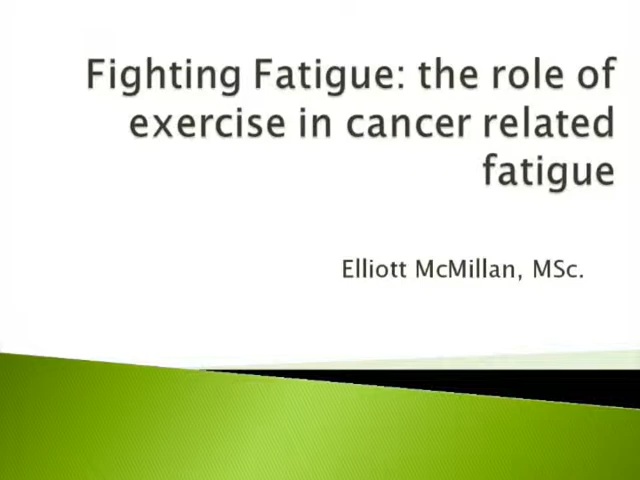 Fighting Fatigue: the role of
exercise in cancer related
fatigue
Elliott McMillan, MSc.